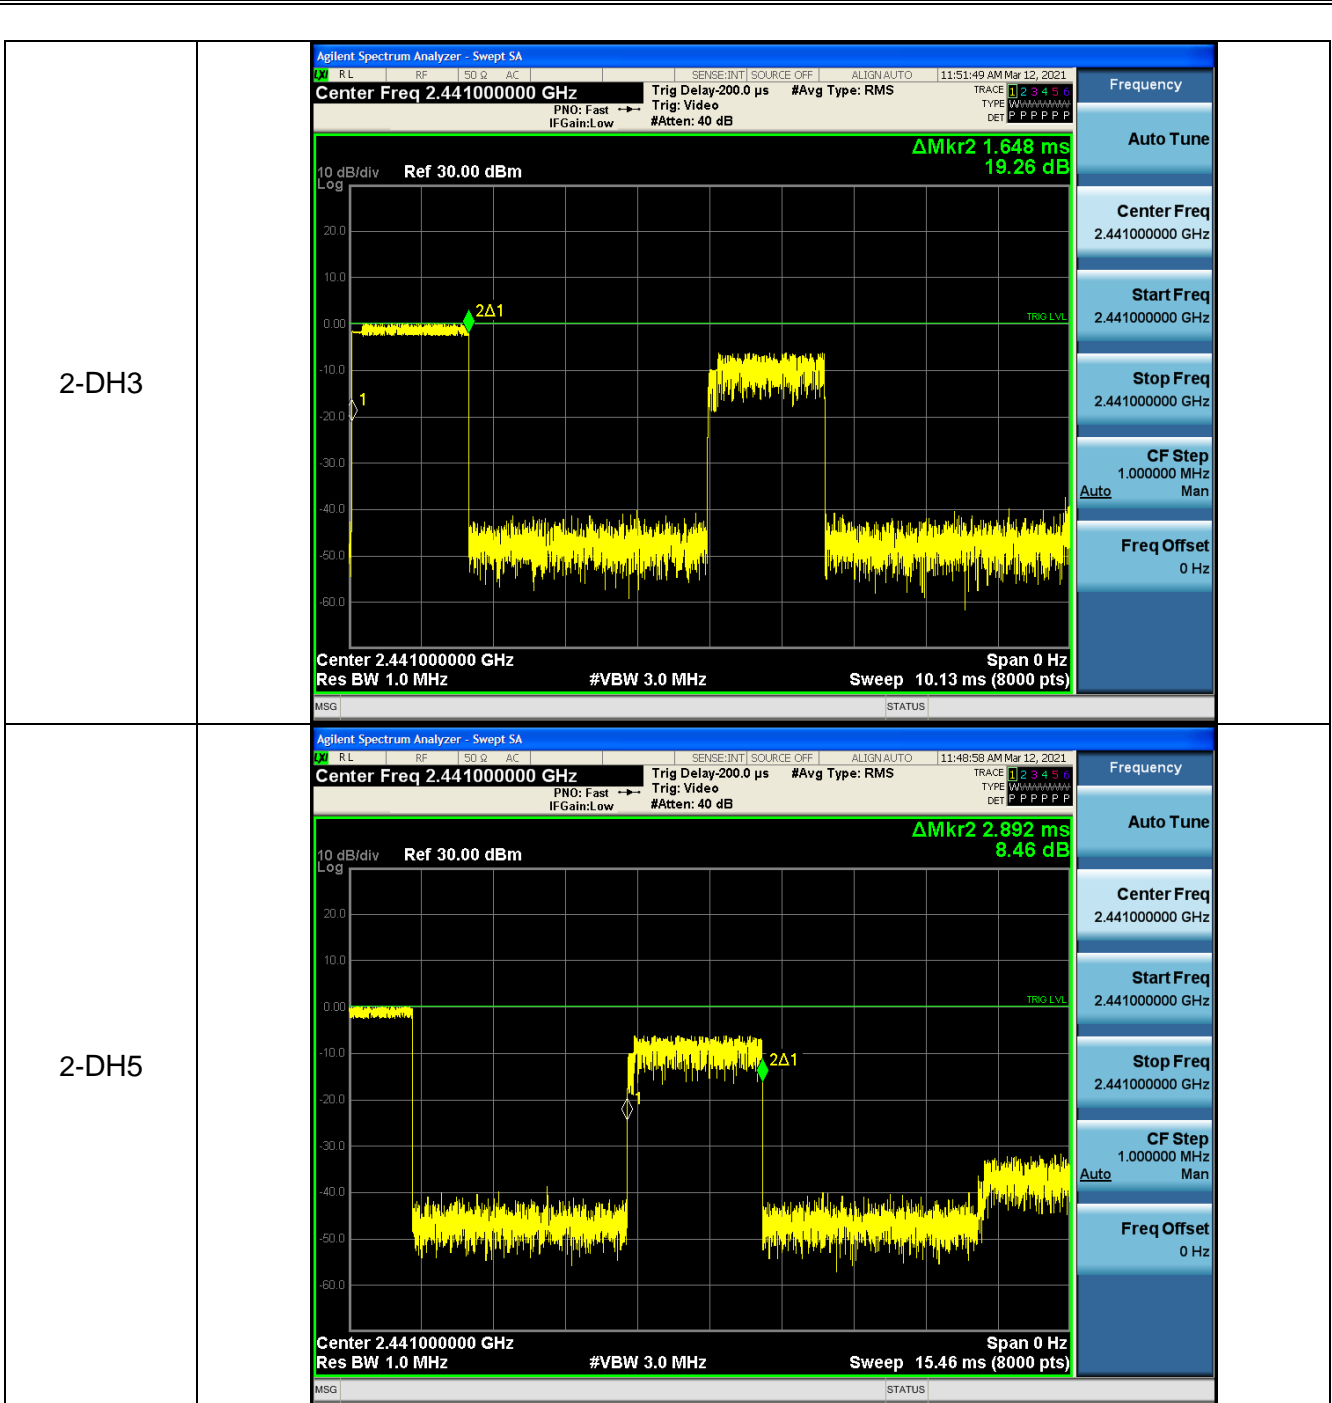 2-DH3
Agilent Spectrum Analyzer - Swept SA
LXI RL RF 50 Ω AC SENSE:INT SOURCE OFF ALIGN AUTO 11:51:49 AM Mar 12, 2021
Center Freq 2.441000000 GHz
PNO: Fast
IFGain:Low
Trig Delay-200.0 µs #Avg Type: RMS
Trig: Video
#Atten: 40 dB
TRACE 1 2 3 4 5 6
TYPE W
DET P P P P P P
ΔMkr2 1.648 ms
19.26 dB
10 dB/div Ref 30.00 dBm
Log
20.0
10.0
0.00
-10.0
-20.0
-30.0
-40.0
-50.0
-60.0
2Δ1
1
TRIG LVL
Center 2.441000000 GHz Span 0 Hz
Res BW 1.0 MHz #VBW 3.0 MHz Sweep 10.13 ms (8000 pts)
MSG STATUS
Frequency
Auto Tune
Center Freq
2.441000000 GHz
Start Freq
2.441000000 GHz
Stop Freq
2.441000000 GHz
CF Step
1.000000 MHz
Auto Man
Freq Offset
0 Hz
2-DH5
Agilent Spectrum Analyzer - Swept SA
LXI RL RF 50 Ω AC SENSE:INT SOURCE OFF ALIGN AUTO 11:48:58 AM Mar 12, 2021
Center Freq 2.441000000 GHz
PNO: Fast
IFGain:Low
Trig Delay-200.0 µs #Avg Type: RMS
Trig: Video
#Atten: 40 dB
TRACE 1 2 3 4 5 6
TYPE W
DET P P P P P P
ΔMkr2 2.892 ms
8.46 dB
10 dB/div Ref 30.00 dBm
Log
20.0
10.0
0.00
-10.0
-20.0
-30.0
-40.0
-50.0
-60.0
2Δ1
1
TRIG LVL
Center 2.441000000 GHz Span 0 Hz
Res BW 1.0 MHz #VBW 3.0 MHz Sweep 15.46 ms (8000 pts)
MSG STATUS
Frequency
Auto Tune
Center Freq
2.441000000 GHz
Start Freq
2.441000000 GHz
Stop Freq
2.441000000 GHz
CF Step
1.000000 MHz
Auto Man
Freq Offset
0 Hz